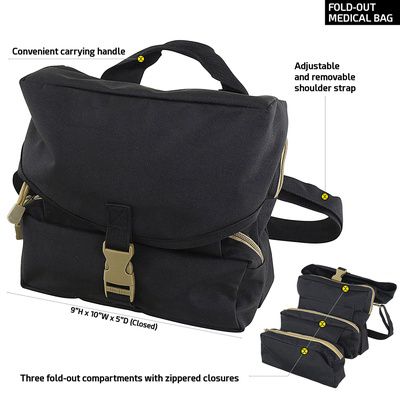 FOLD-OUT
MEDICAL BAG
Convenient carrying handle
Adjustable
and removable
shoulder strap
9"H x 10"W x 5"D (Closed)
Three fold-out compartments with zippered closures